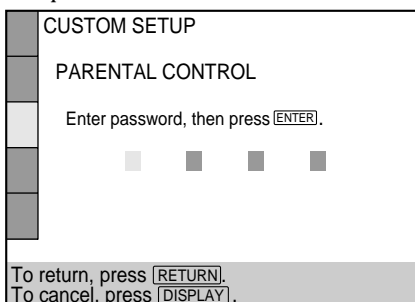 CUSTOM SETUP
PARENTAL CONTROL
Enter password, then press ENTER.
To return, press RETURN.
To cancel, press DISPLAY.